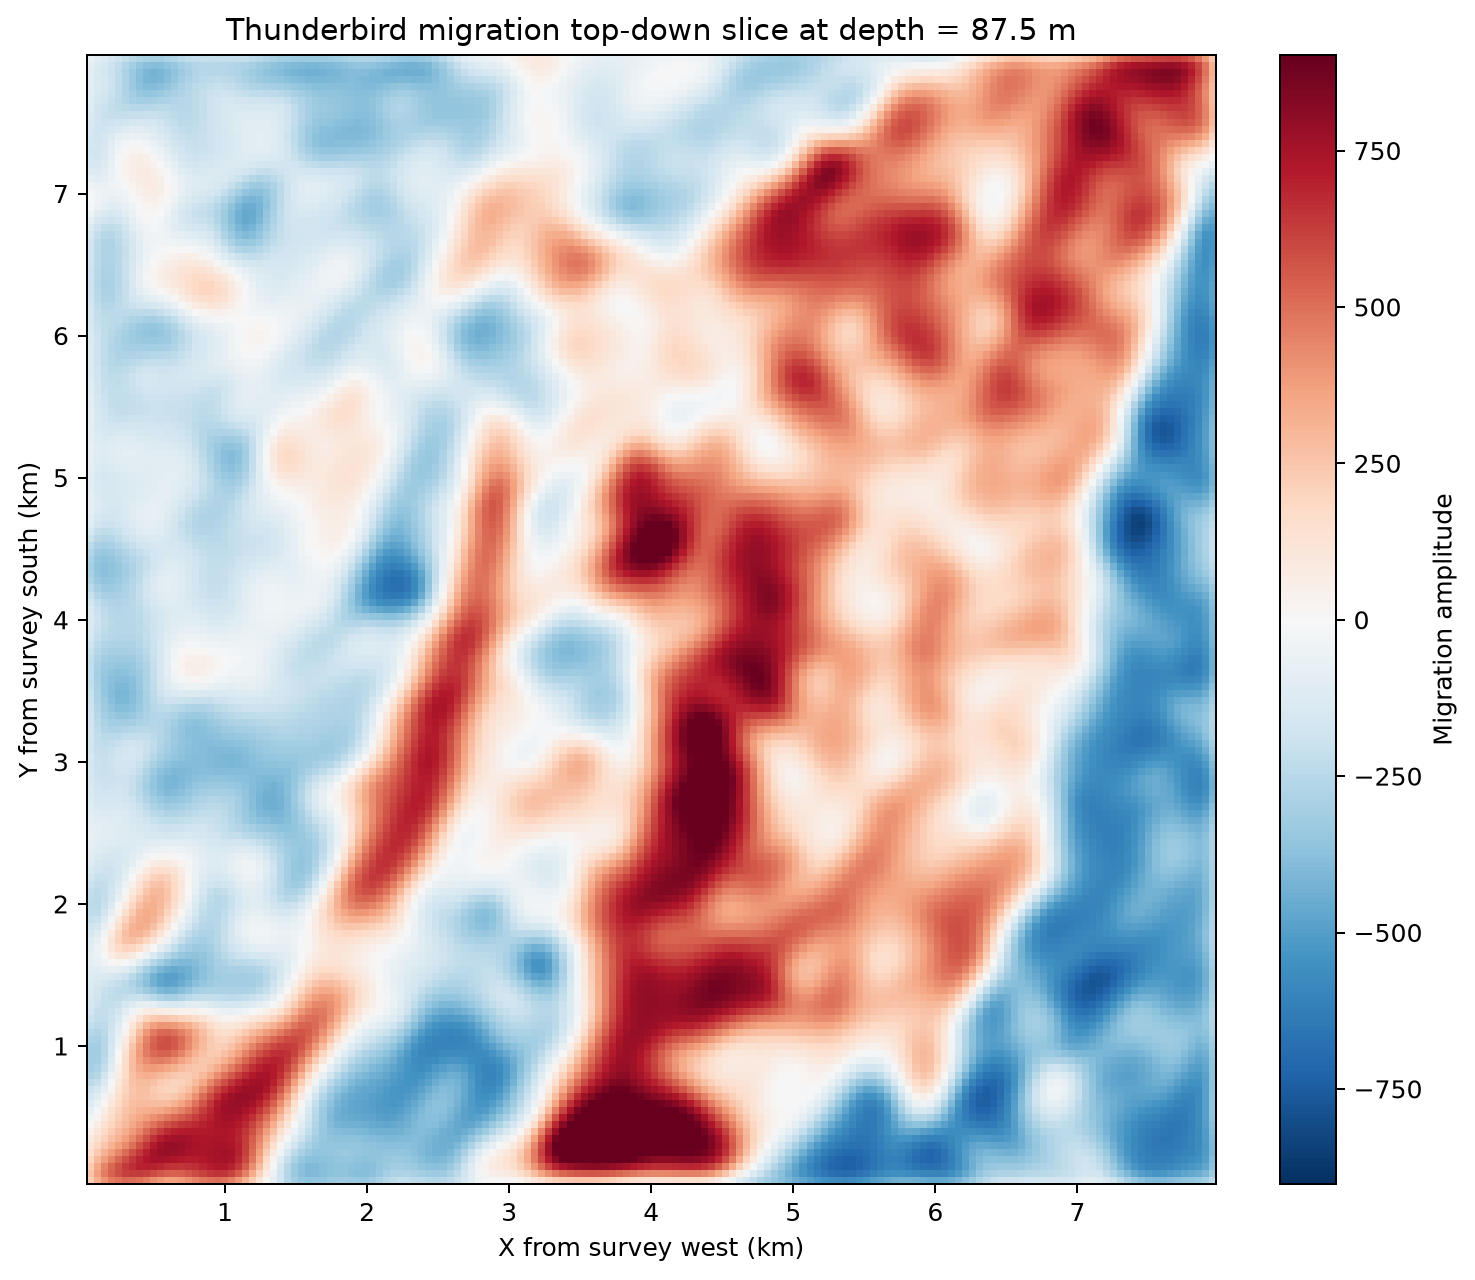 Thunderbird migration top-down slice at depth = 87.5 m
7
6
5
4
3
2
1
Y from survey south (km)
1 2 3 4 5 6 7
X from survey west (km)
750
500
250
0
−250
−500
−750
Migration amplitude